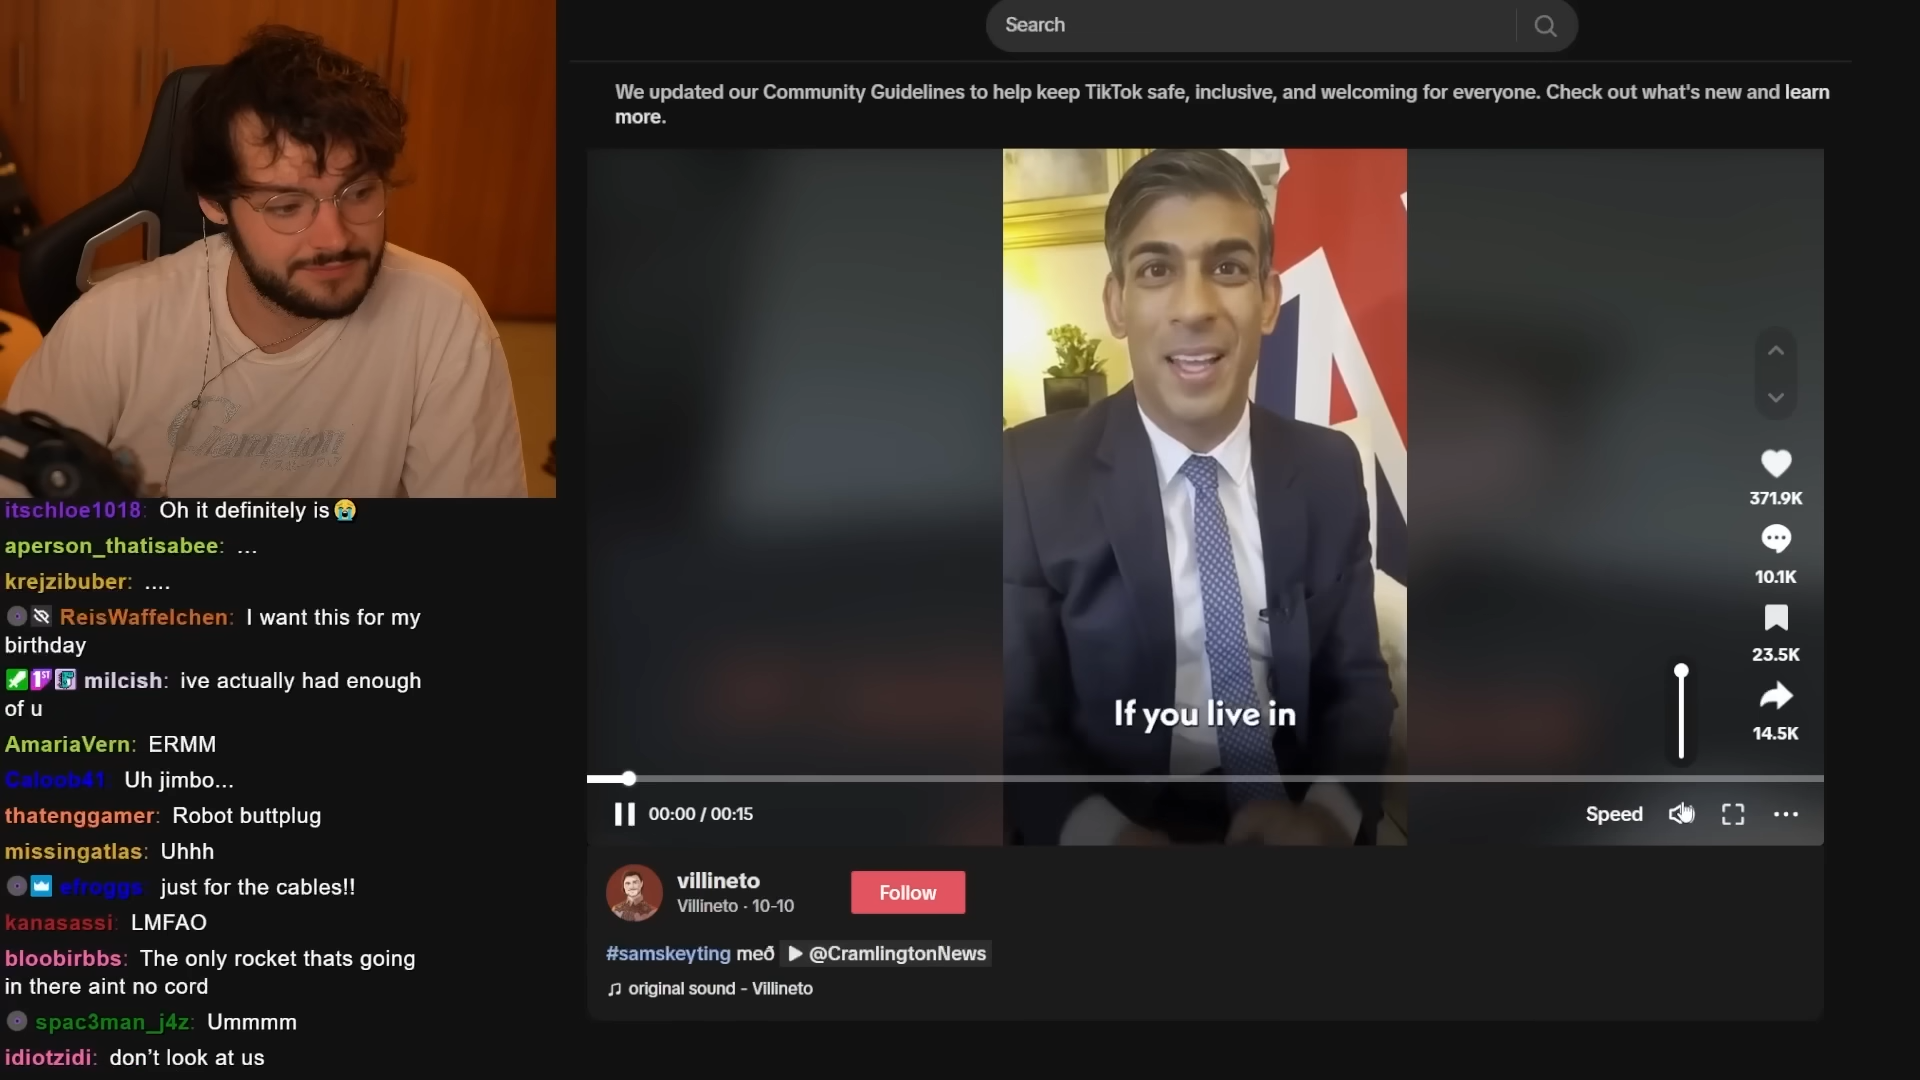 Search
We updated our Community Guidelines to help keep TikTok safe, inclusive, and welcoming for everyone. Check out what's new and learn
more.
Champion
If you live in
371.9K
10.1K
23.5K
14.5K
00:00 / 00:15
Speed
villineto
Villineto · 10-10
Follow
#samskeyting með ▶ @CramlingtonNews
♫ original sound - Villineto
itschloe1018: Oh it definitely is😭
aperson_thatisabee: ...
krejzibuber: ....
ReisWaffelchen: I want this for my
birthday
1ST milcish: ive actually had enough
of u
AmariaVern: ERMM
Caloob41: Uh jimbo...
thatenggamer: Robot buttplug
missingatlas: Uhhh
efroggs: just for the cables!!
kanasassi: LMFAO
bloobirbbs: The only rocket thats going
in there aint no cord
spac3man_j4z: Ummmm
idiotzidi: don't look at us